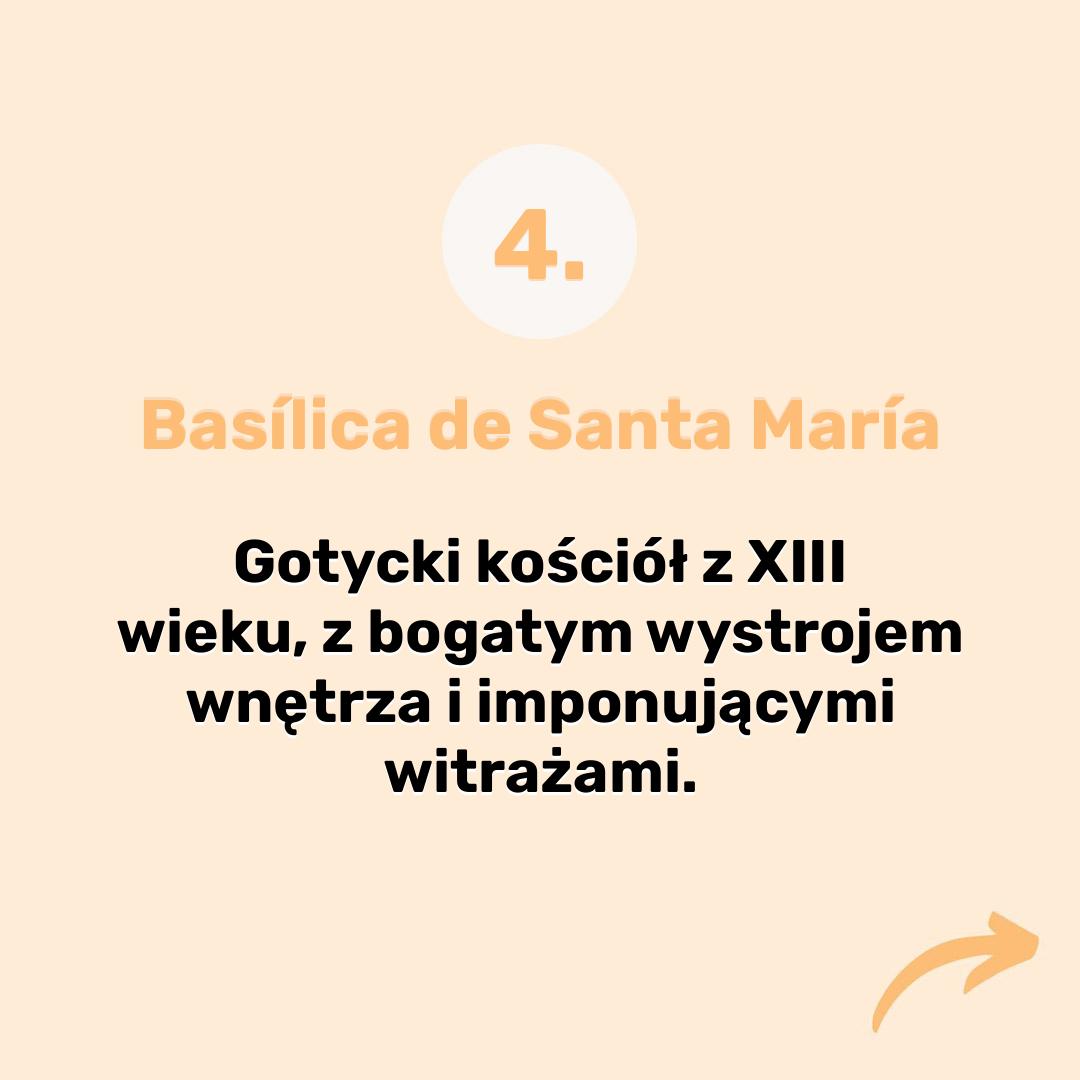 4.
Basílica de Santa María
Gotycki kościół z XIII
wieku, z bogatym wystrojem
wnętrza i imponującymi
witrażami.